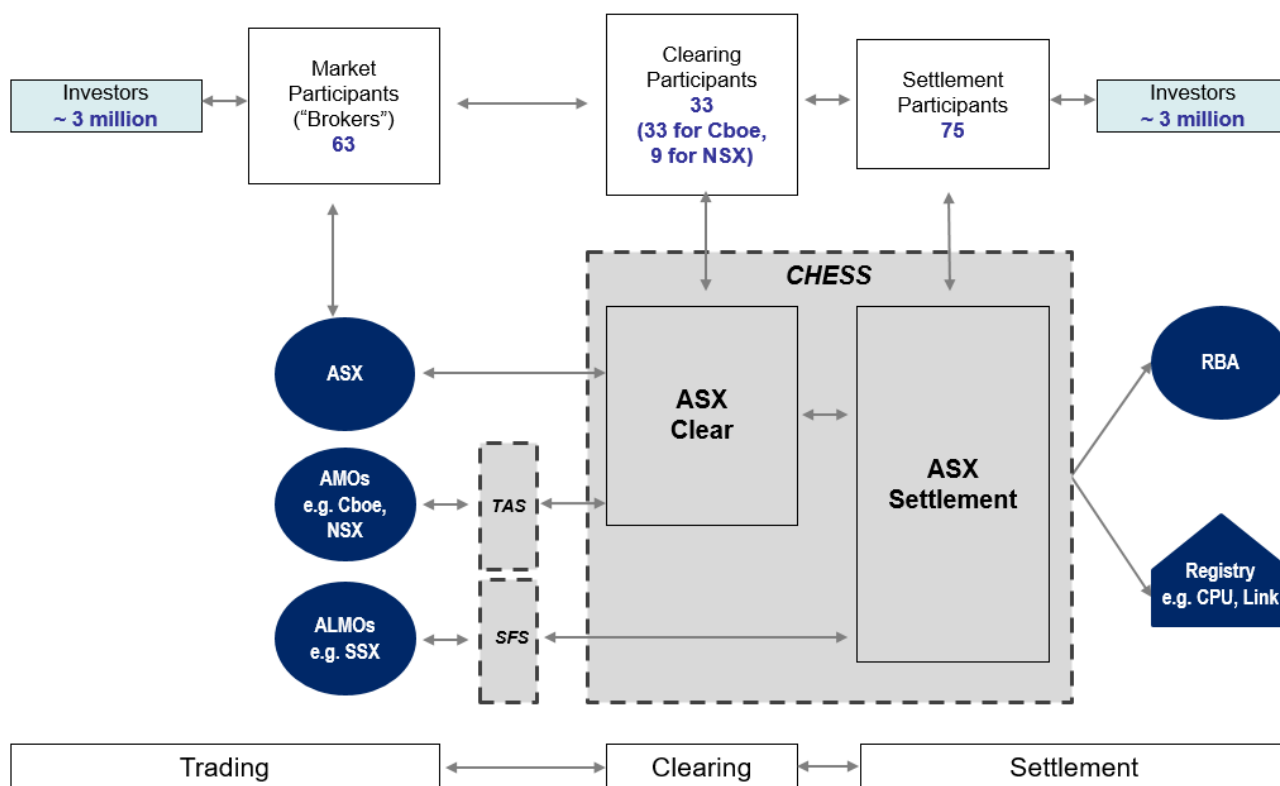 Investors
~ 3 million
Market
Participants
(“Brokers”)
63
Clearing
Participants
33
(33 for Cboe,
9 for NSX)
Settlement
Participants
75
Investors
~ 3 million
CHESS
ASX
ASX
Clear
ASX
Settlement
RBA
AMOs
e.g. Cboe,
NSX
TAS
ALMOs
e.g. SSX
SFS
Registry
e.g. CPU, Link
Trading
Clearing
Settlement